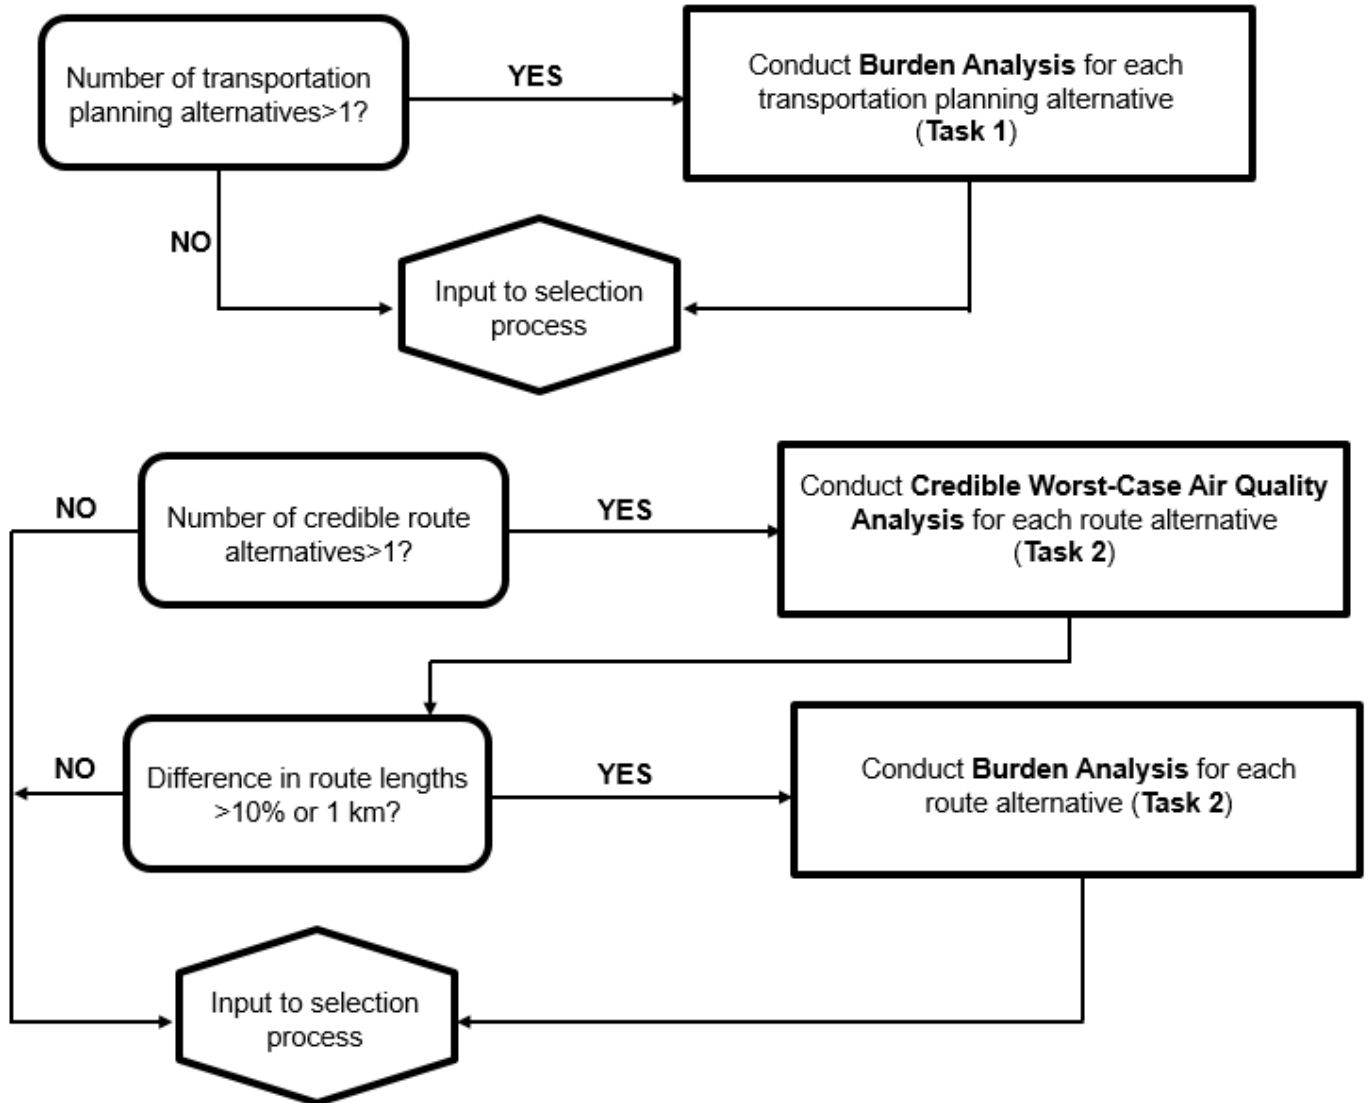 Number of transportation
planning alternatives>1?
YES
Conduct Burden Analysis for each
transportation planning alternative
(Task 1)
NO
Input to selection
process
NO
Number of credible route
alternatives>1?
YES
Conduct Credible Worst-Case Air Quality
Analysis for each route alternative
(Task 2)
NO
Difference in route lengths
>10% or 1 km?
YES
Conduct Burden Analysis for each
route alternative (Task 2)
Input to selection
process